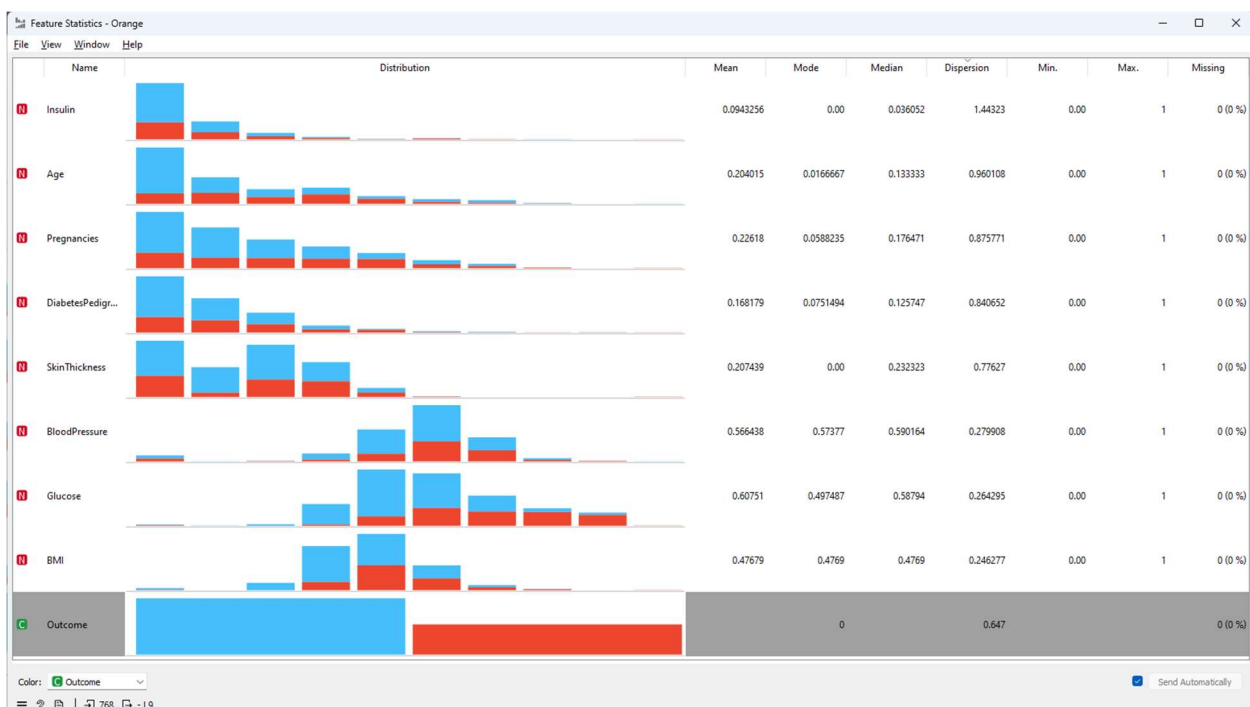 Feature Statistics - Orange
File View Window Help
Name Distribution Mean Mode Median Dispersion Min. Max. Missing
N Insulin 0.0943256 0.00 0.036052 1.44323 0.00 1 0 (0 %)
N Age 0.204015 0.0166667 0.133333 0.960108 0.00 1 0 (0 %)
N Pregnancies 0.22618 0.0588235 0.176471 0.875771 0.00 1 0 (0 %)
N DiabetesPedigr... 0.168179 0.0751494 0.125747 0.840652 0.00 1 0 (0 %)
N SkinThickness 0.207439 0.00 0.232323 0.77627 0.00 1 0 (0 %)
N BloodPressure 0.566438 0.57377 0.590164 0.279908 0.00 1 0 (0 %)
N Glucose 0.60751 0.497487 0.58794 0.264295 0.00 1 0 (0 %)
N BMI 0.47679 0.4769 0.4769 0.246277 0.00 1 0 (0 %)
C Outcome 0 0.647 0 (0 %)
Color: C Outcome Send Automatically
768